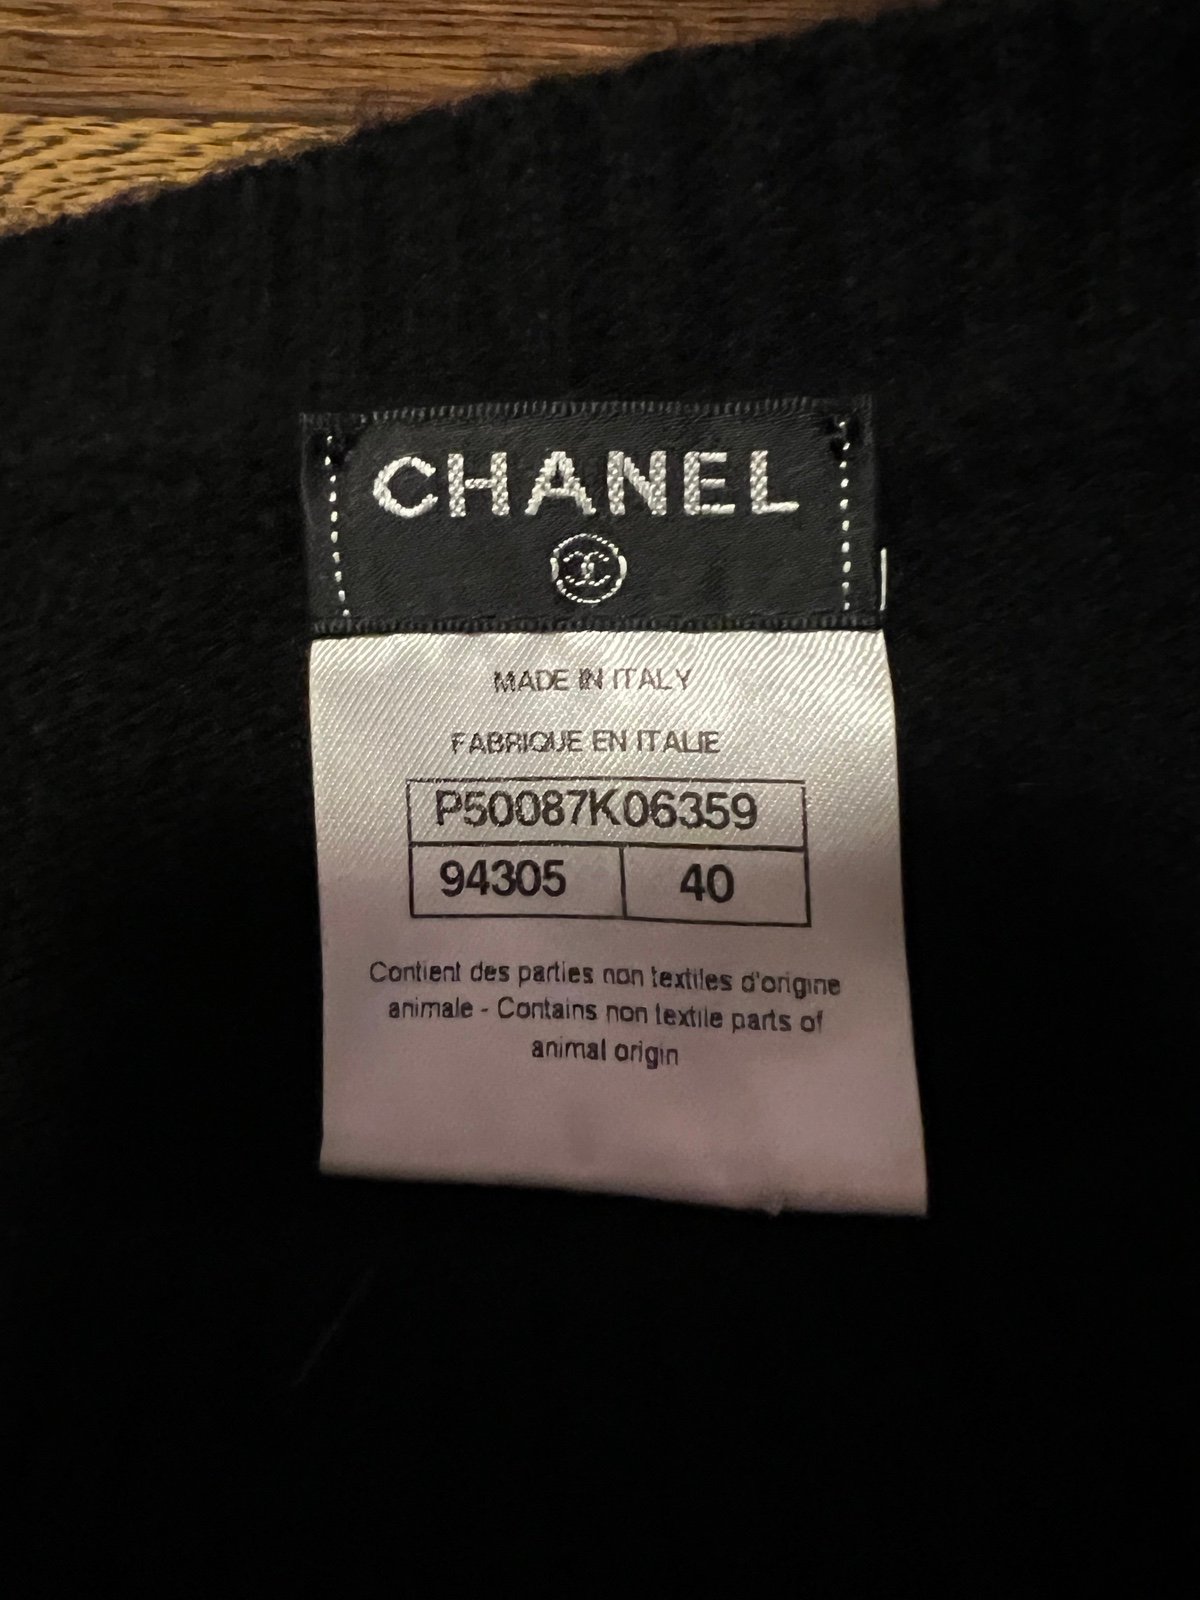 CHANEL
MADE IN ITALY
FABRIQUE EN ITALIE
P50087K06359
94305 40
Contient des parties non textiles d'origine
animale - Contains non textile parts of
animal origin